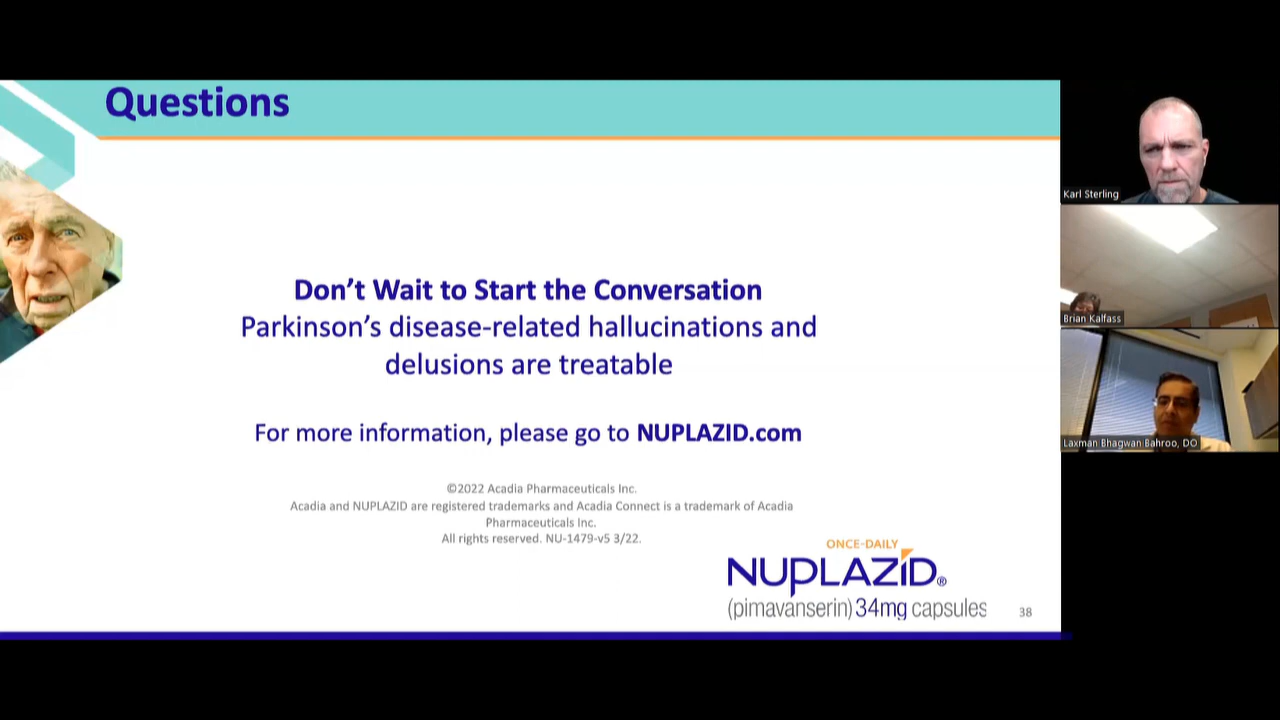 Questions
Don’t Wait to Start the Conversation
Parkinson’s disease-related hallucinations and
delusions are treatable
For more information, please go to NUPLAZID.com
©2022 Acadia Pharmaceuticals Inc.
Acadia and NUPLAZID are registered trademarks and Acadia Connect is a trademark of Acadia
Pharmaceuticals Inc.
All rights reserved. NU-1479-v5 3/22.
ONCE-DAILY
NUPLAZID®
(pimavanserin) 34mg capsules
38
Karl Sterling
Brian Kalfass
Laxman Bhagwan Bahroo, DO